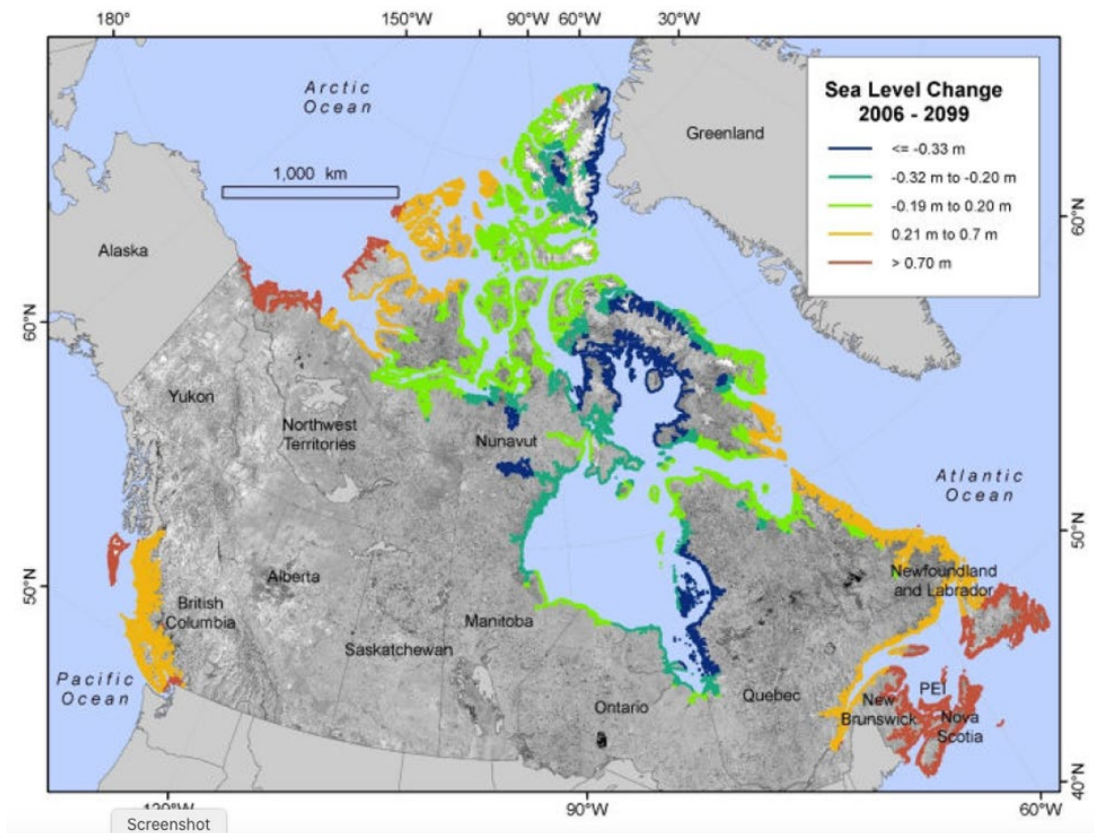 180°
150°W
90°W
60°W
30°W
Arctic
Ocean
Greenland
Sea Level Change
2006 - 2099
<= -0.33 m
-0.32 m to -0.20 m
-0.19 m to 0.20 m
0.21 m to 0.7 m
> 0.70 m
1,000 km
Alaska
60°N
60°N
Yukon
Northwest
Territories
Nunavut
Atlantic
Ocean
50°N
50°N
Alberta
British
Columbia
Saskatchewan
Manitoba
Newfoundland
and Labrador
Pacific
Ocean
Ontario
Quebec
PEI
New
Brunswick
Nova
Scotia
40°N
120°W
90°W
60°W
Screenshot